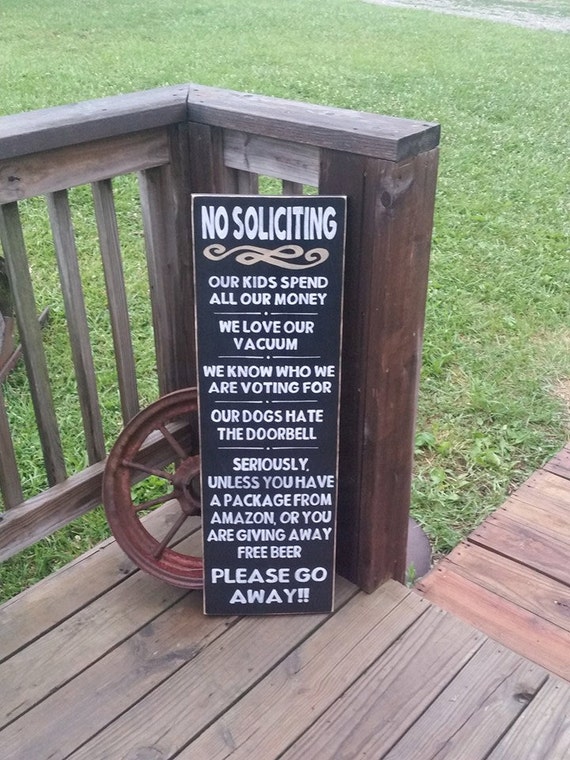 NO SOLICITING
OUR KIDS SPEND
ALL OUR MONEY
WE LOVE OUR
VACUUM
WE KNOW WHO WE
ARE VOTING FOR
OUR DOGS HATE
THE DOORBELL
SERIOUSLY,
UNLESS YOU HAVE
A PACKAGE FROM
AMAZON, OR YOU
ARE GIVING AWAY
FREE BEER
PLEASE GO
AWAY!!